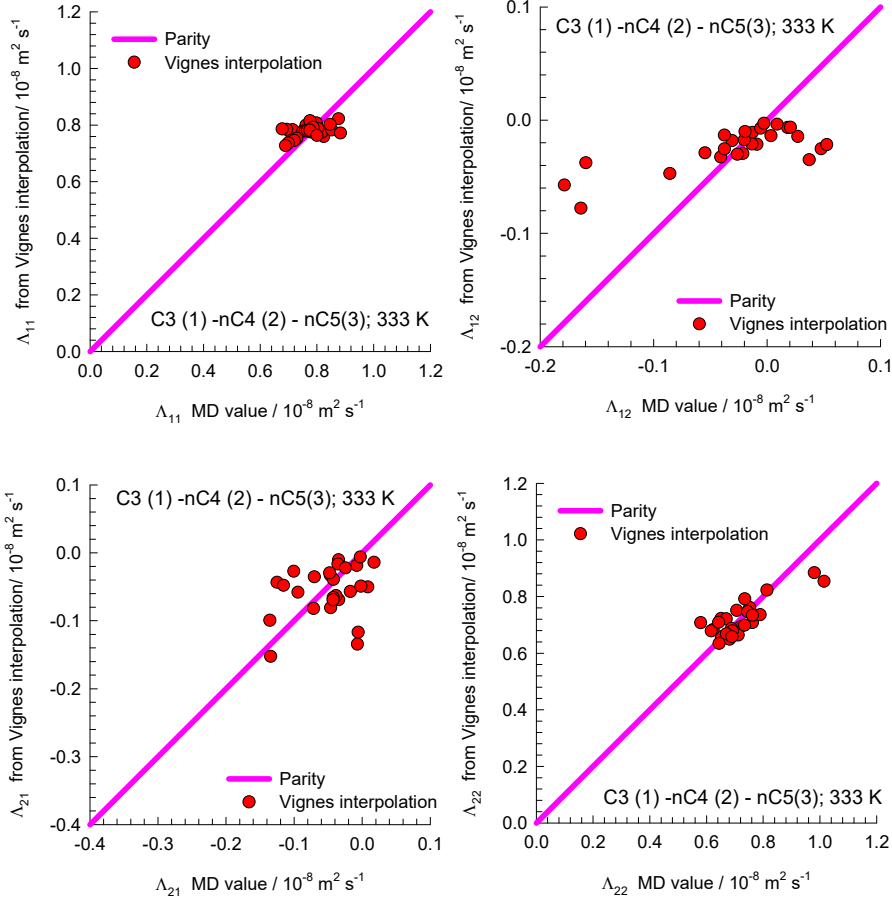 1.2
1.0
0.8
0.6
0.4
0.2
0.0
Λ11 from Vignes interpolation/ 10-8 m2 s-1
Parity
Vignes interpolation
C3 (1) -nC4 (2) - nC5(3); 333 K
0.0 0.2 0.4 0.6 0.8 1.0 1.2
Λ11 MD value / 10-8 m2 s-1
0.1
0.0
-0.1
-0.2
Λ12 from Vignes interpolation/ 10-8 m2 s-1
C3 (1) -nC4 (2) - nC5(3); 333 K
Parity
Vignes interpolation
-0.2 -0.1 0.0 0.1
Λ12 MD value / 10-8 m2 s-1
0.1
0.0
-0.1
-0.2
-0.3
-0.4
Λ21 from Vignes interpolation/ 10-8 m2 s-1
C3 (1) -nC4 (2) - nC5(3); 333 K
Parity
Vignes interpolation
-0.4 -0.3 -0.2 -0.1 0.0 0.1
Λ21 MD value / 10-8 m2 s-1
1.2
1.0
0.8
0.6
0.4
0.2
0.0
Λ22 from Vignes interpolation/ 10-8 m2 s-1
Parity
Vignes interpolation
C3 (1) -nC4 (2) - nC5(3); 333 K
0.0 0.2 0.4 0.6 0.8 1.0 1.2
Λ22 MD value / 10-8 m2 s-1